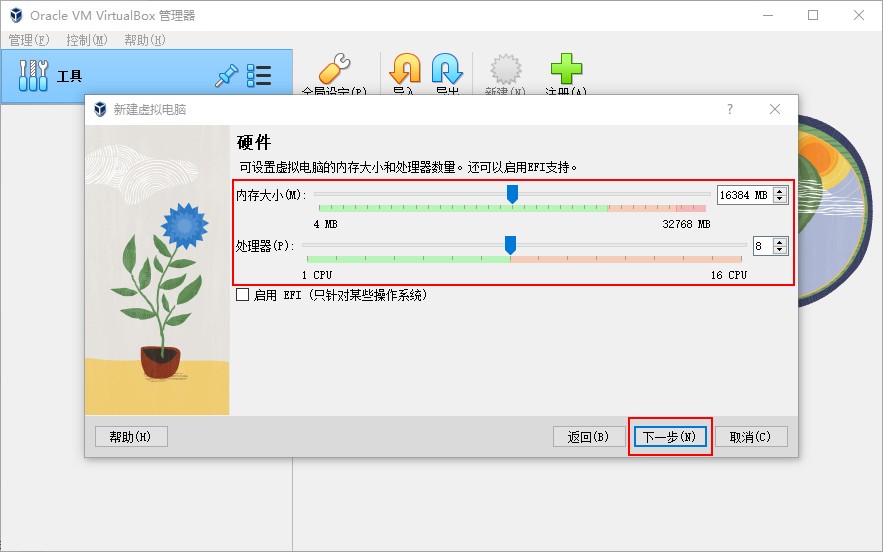 Oracle VM VirtualBox 管理器
管理(F) 控制(M) 帮助(H)
工具
全局设定(P) 导入 导出 新建(N) 注册(A)
新建虚拟电脑
?
硬件
可设置虚拟电脑的内存大小和处理器数量。还可以启用EFI支持。
内存大小(M): 16384 MB
4 MB 32768 MB
处理器(P): 8
1 CPU 16 CPU
启用 EFI (只针对某些操作系统)
帮助(H) 返回(B) 下一步(N) 取消(C)